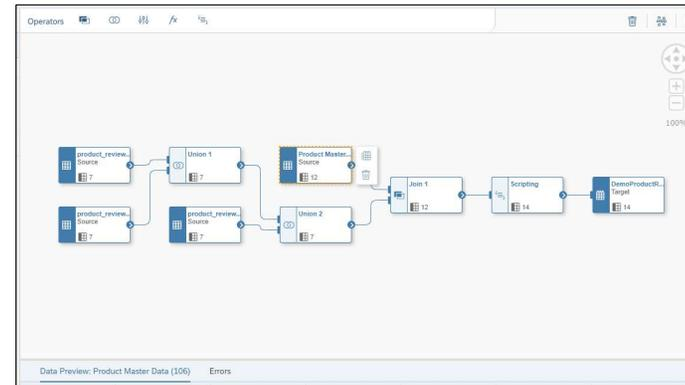 Operators
fx
100%
product_review...
Source
7
Union 1
7
Product Master...
Source
12
Join 1
12
Scripting
14
DemoProductR...
Target
14
product_review...
Source
7
product_review...
Source
7
Union 2
7
Data Preview: Product Master Data (106) Errors